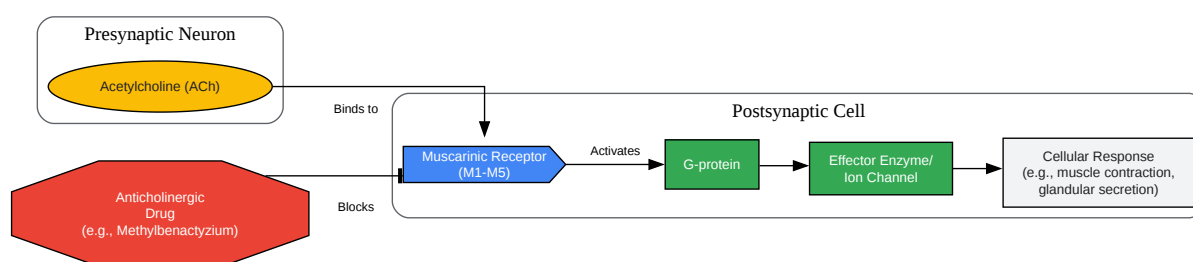 Presynaptic Neuron
Acetylcholine (ACh)
Binds to
Postsynaptic Cell
Muscarinic Receptor
(M1-M5)
Activates
G-protein
Effector Enzyme/
Ion Channel
Cellular Response
(e.g., muscle contraction,
glandular secretion)
Anticholinergic
Drug
(e.g., Methylbenactyzium)
Blocks